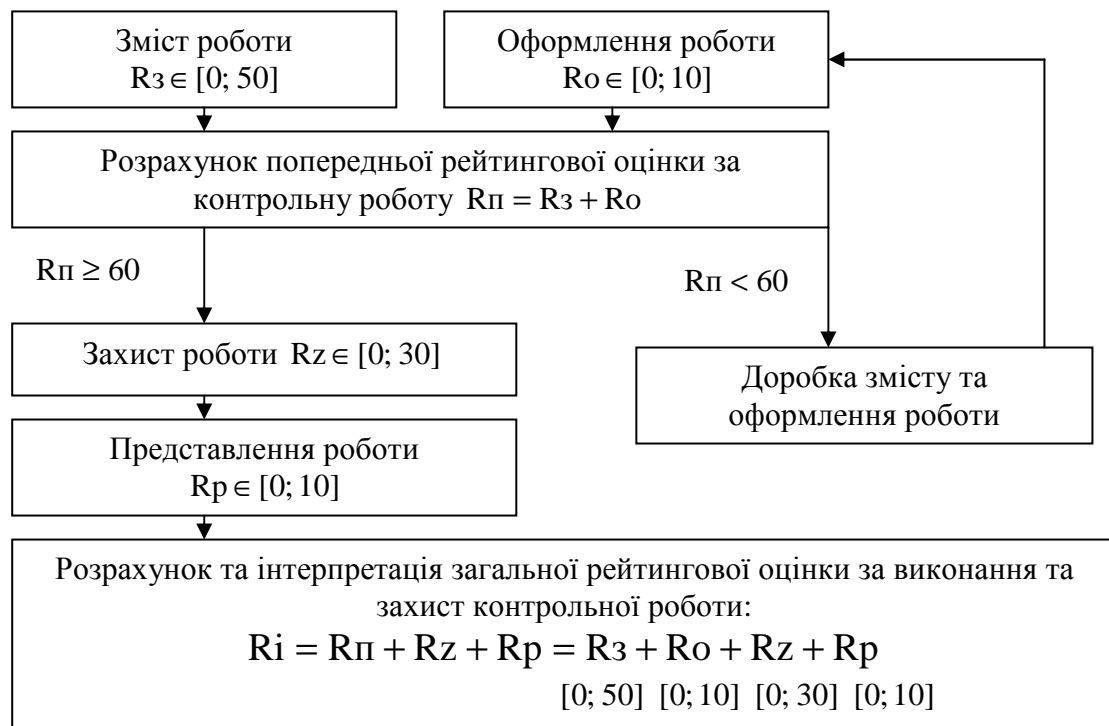 Зміст роботи
Rз ∈ [0; 50]
Оформлення роботи
Rо ∈ [0; 10]
Розрахунок попередньої рейтингової оцінки за
контрольну роботу Rп = Rз + Rо
Rп ≥ 60
Rп < 60
Захист роботи Rz ∈ [0; 30]
Доробка змісту та
оформлення роботи
Представлення роботи
Rp ∈ [0; 10]
Розрахунок та інтерпретація загальної рейтингової оцінки за виконання та
захист контрольної роботи:
Ri = Rп + Rz + Rp = Rз + Rо + Rz + Rp
[0; 50] [0; 10] [0; 30] [0; 10]